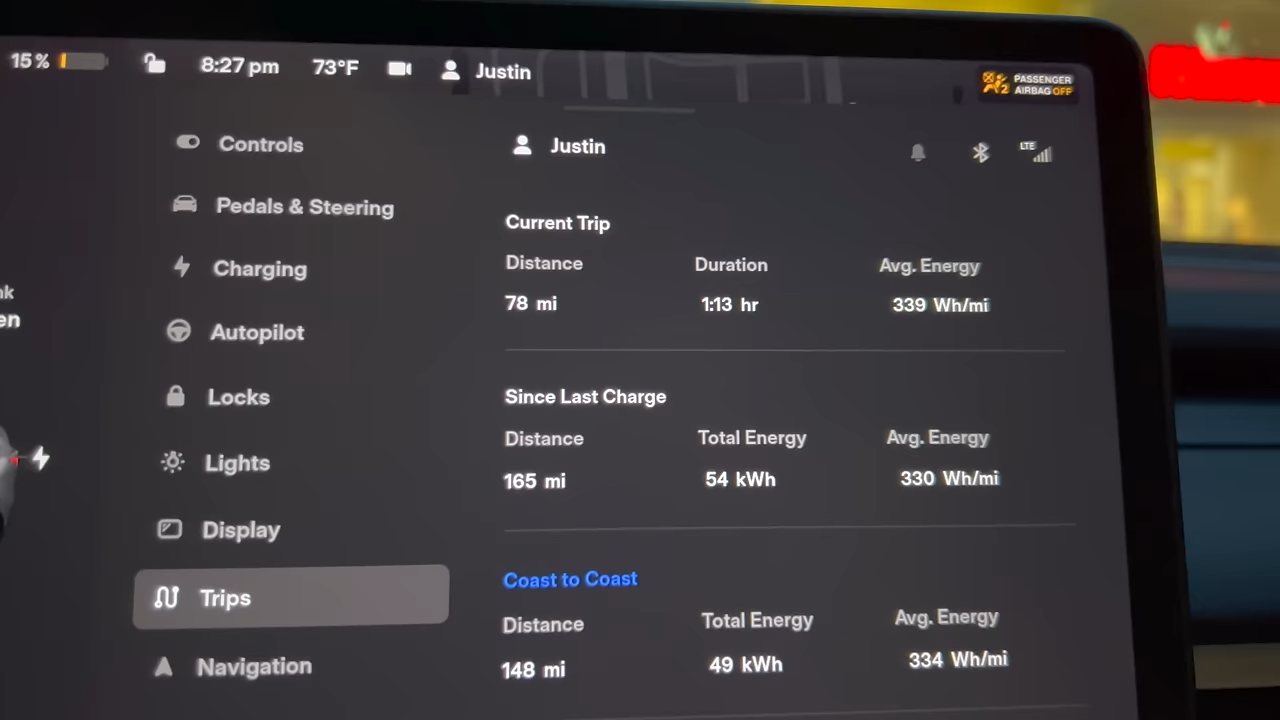 15% 8:27 pm 73°F Justin PASSENGER
AIRBAG OFF
Controls
Pedals & Steering
Charging
Autopilot
Locks
Lights
Display
Trips
Navigation
nk
en
Justin LTE
Current Trip
Distance Duration Avg. Energy
78 mi 1:13 hr 339 Wh/mi
Since Last Charge
Distance Total Energy Avg. Energy
165 mi 54 kWh 330 Wh/mi
Coast to Coast
Distance Total Energy Avg. Energy
148 mi 49 kWh 334 Wh/mi